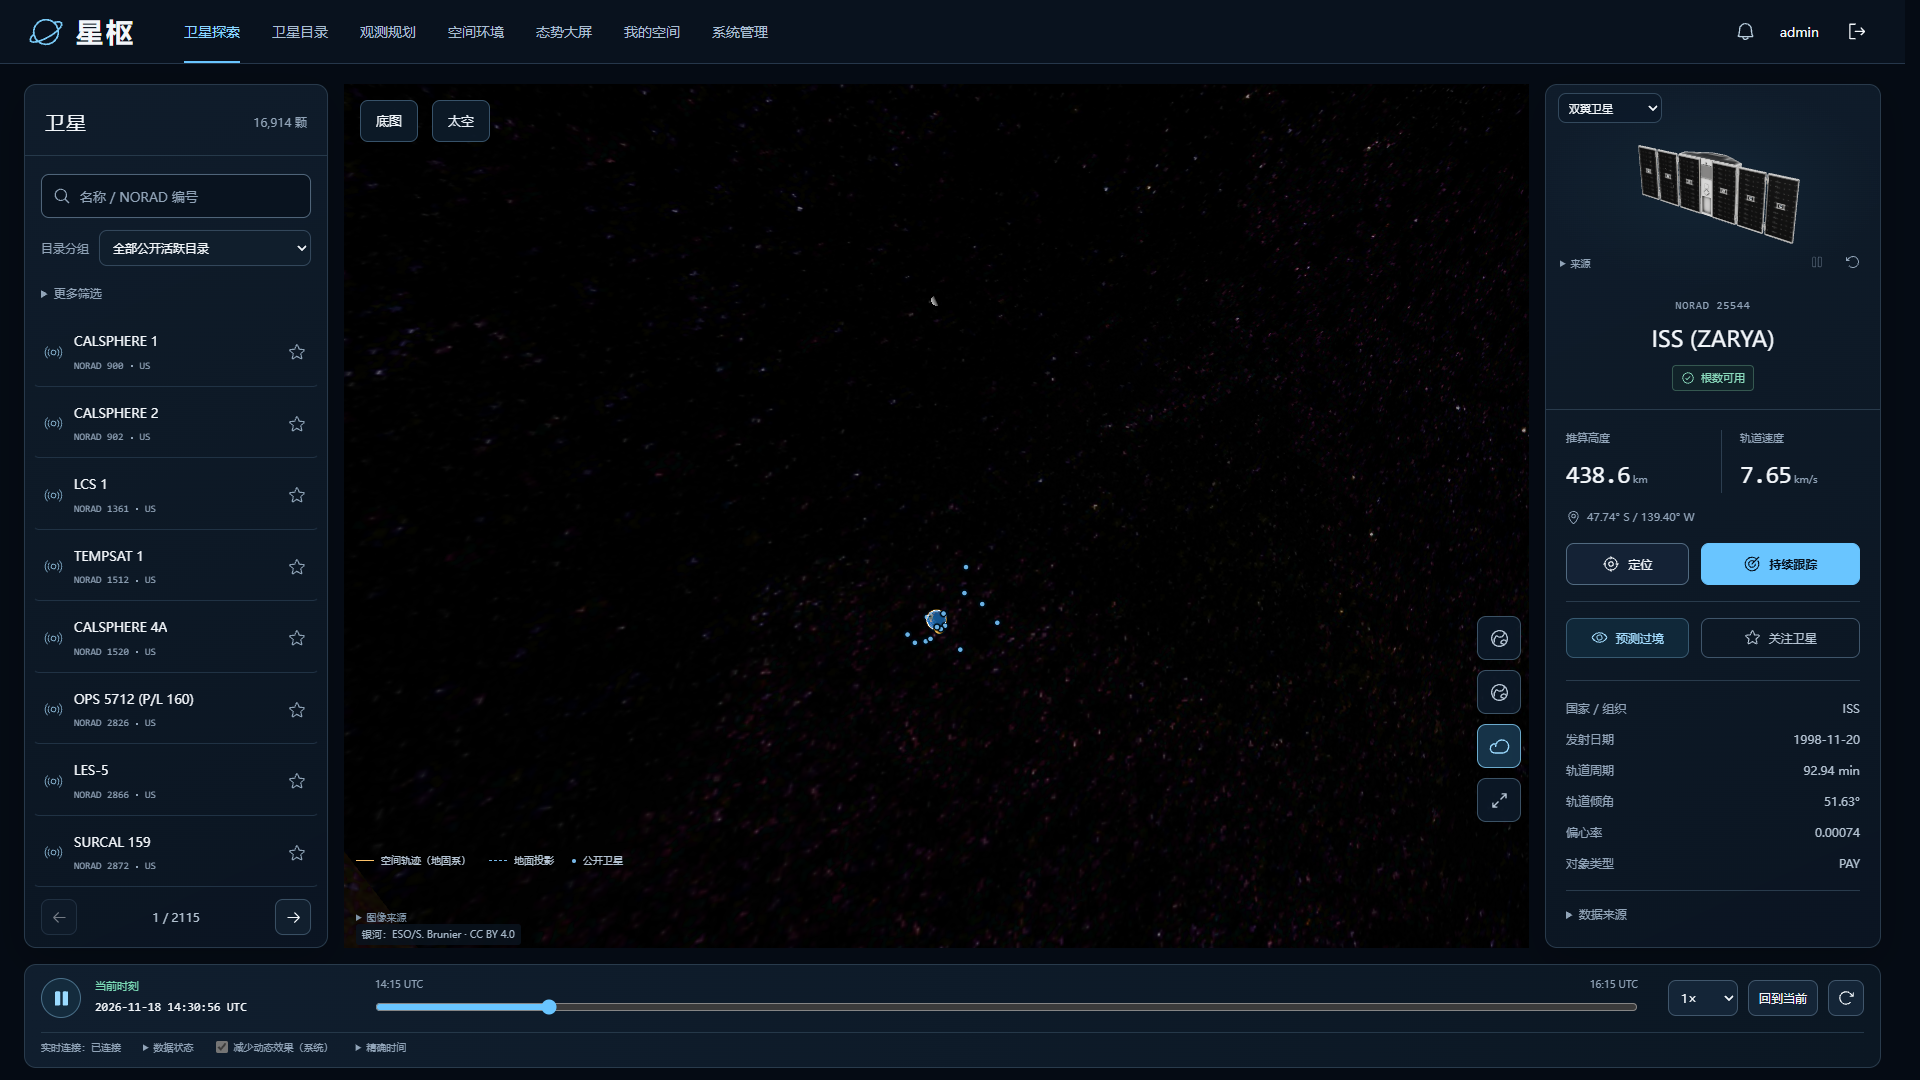 星枢
卫星探索
卫星目录
观测规划
空间环境
态势大屏
我的空间
系统管理
admin
卫星
16,914 颗
名称 / NORAD 编号
目录分组
全部公开活跃目录
更多筛选
CALSPHERE 1
NORAD 900 • US
CALSPHERE 2
NORAD 902 • US
LCS 1
NORAD 1361 • US
TEMPSAT 1
NORAD 1512 • US
CALSPHERE 4A
NORAD 1520 • US
OPS 5712 (P/L 160)
NORAD 2826 • US
LES-5
NORAD 2866 • US
SURCAL 159
NORAD 2872 • US
1 / 2115
底图
太空
空间轨迹（地固系）
地面投影
公开卫星
图像来源
银河：ESO/S. Brunier · CC BY 4.0
双翼卫星
来源
NORAD 25544
ISS (ZARYA)
根数可用
推算高度
438.6 km
轨道速度
7.65 km/s
47.74° S / 139.40° W
定位
持续跟踪
预测过境
关注卫星
国家 / 组织
ISS
发射日期
1998-11-20
轨道周期
92.94 min
轨道倾角
51.63°
偏心率
0.00074
对象类型
PAY
数据来源
当前时刻
2026-11-18 14:30:56 UTC
14:15 UTC
16:15 UTC
1×
回到当前
实时连接：已连接
数据状态
减少动态效果（系统）
精确时间